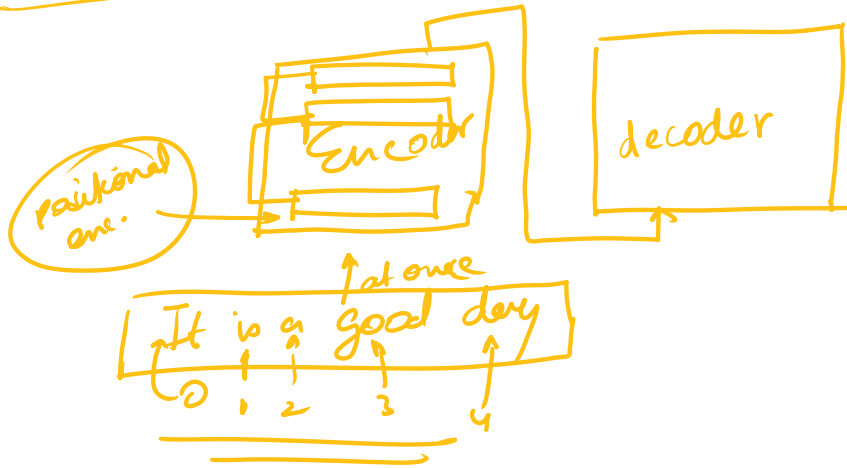 Encoder
decoder
positional
enc.
at once
It is a good day
0 1 2 3 4